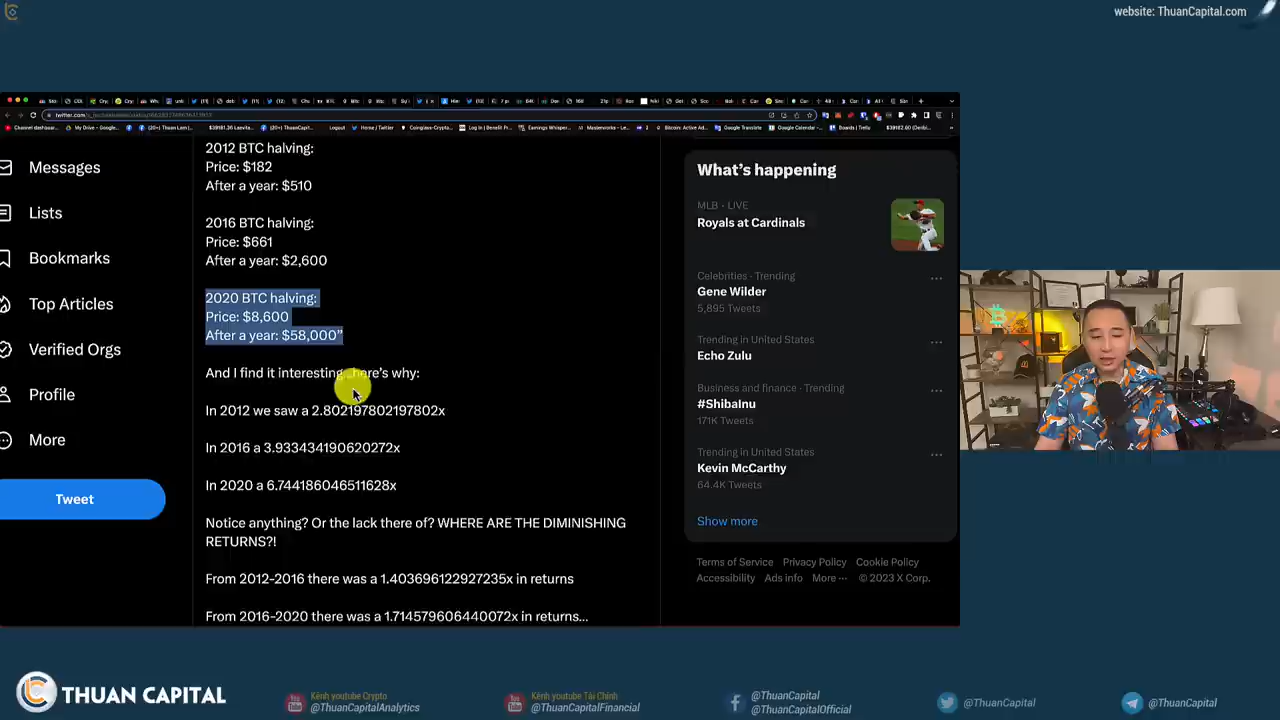 website: ThuanCapital.com
Messages
Lists
Bookmarks
Top Articles
Verified Orgs
Profile
More
Tweet
2012 BTC halving:
Price: $182
After a year: $510
2016 BTC halving:
Price: $661
After a year: $2,600
2020 BTC halving:
Price: $8,600
After a year: $58,000”
And I find it interesting...here’s why:
In 2012 we saw a 2.802197802197802x
In 2016 a 3.933434190620272x
In 2020 a 6.744186046511628x
Notice anything? Or the lack there of? WHERE ARE THE DIMINISHING
RETURNS?!
From 2012-2016 there was a 1.403696122927235x in returns
From 2016-2020 there was a 1.714579606440072x in returns...
What’s happening
MLB · LIVE
Royals at Cardinals
Celebrities · Trending
Gene Wilder
5,895 Tweets
Trending in United States
Echo Zulu
Business and finance · Trending
#ShibaInu
171K Tweets
Trending in United States
Kevin McCarthy
64.4K Tweets
Show more
Terms of Service Privacy Policy Cookie Policy
Accessibility Ads info More ··· © 2023 X Corp.
THUAN CAPITAL
Kênh youtube Crypto
@ThuanCapitalAnalytics
Kênh youtube Tài Chính
@ThuanCapitalFinancial
@ThuanCapital
@ThuanCapitalOfficial
@ThuanCapital
@ThuanCapital